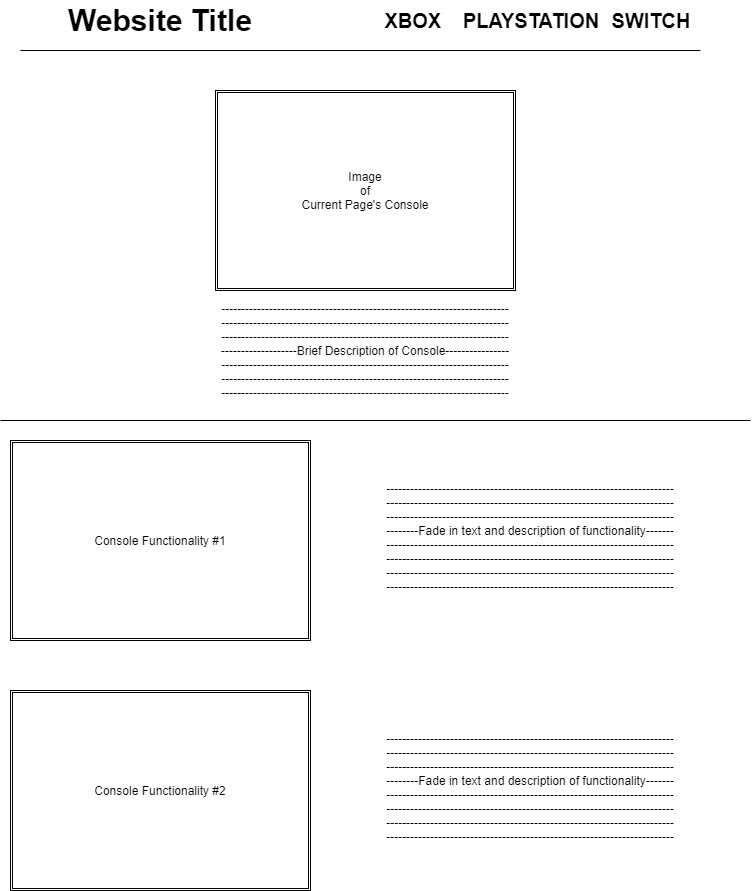 Website Title XBOX PLAYSTATION SWITCH
Image
of
Current Page's Console
------------------------------------------------------------------------
------------------------------------------------------------------------
------------------------------------------------------------------------
-------------------Brief Description of Console----------------
------------------------------------------------------------------------
------------------------------------------------------------------------
------------------------------------------------------------------------
Console Functionality #1
------------------------------------------------------------------------
------------------------------------------------------------------------
------------------------------------------------------------------------
--------Fade in text and description of functionality-------
------------------------------------------------------------------------
------------------------------------------------------------------------
------------------------------------------------------------------------
------------------------------------------------------------------------
Console Functionality #2
------------------------------------------------------------------------
------------------------------------------------------------------------
------------------------------------------------------------------------
--------Fade in text and description of functionality-------
------------------------------------------------------------------------
------------------------------------------------------------------------
------------------------------------------------------------------------
------------------------------------------------------------------------